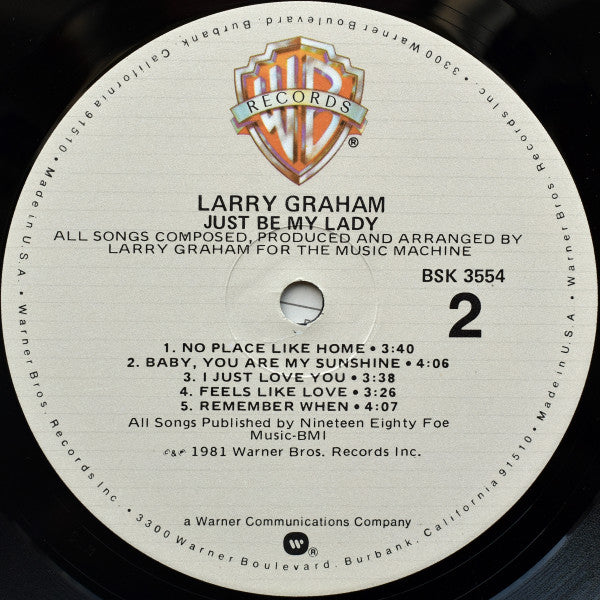 WB
RECORDS
®
LARRY GRAHAM
JUST BE MY LADY
ALL SONGS COMPOSED, PRODUCED AND ARRANGED BY
LARRY GRAHAM FOR THE MUSIC MACHINE
BSK 3554
2
1. NO PLACE LIKE HOME • 3:40
2. BABY, YOU ARE MY SUNSHINE • 4:06
3. I JUST LOVE YOU • 3:38
4. FEELS LIKE LOVE • 3:26
5. REMEMBER WHEN • 4:07
All Songs Published by Nineteen Eighty Foe
Music-BMI
©&℗ 1981 Warner Bros. Records Inc.
a Warner Communications Company
W®
Warner Bros. Records Inc. • 3300 Warner Boulevard, Burbank, California 91510 • Made in U.S.A. • Warner Bros. Records Inc. • 3300 Warner Boulevard, Burbank, California 91510 • Made in U.S.A.